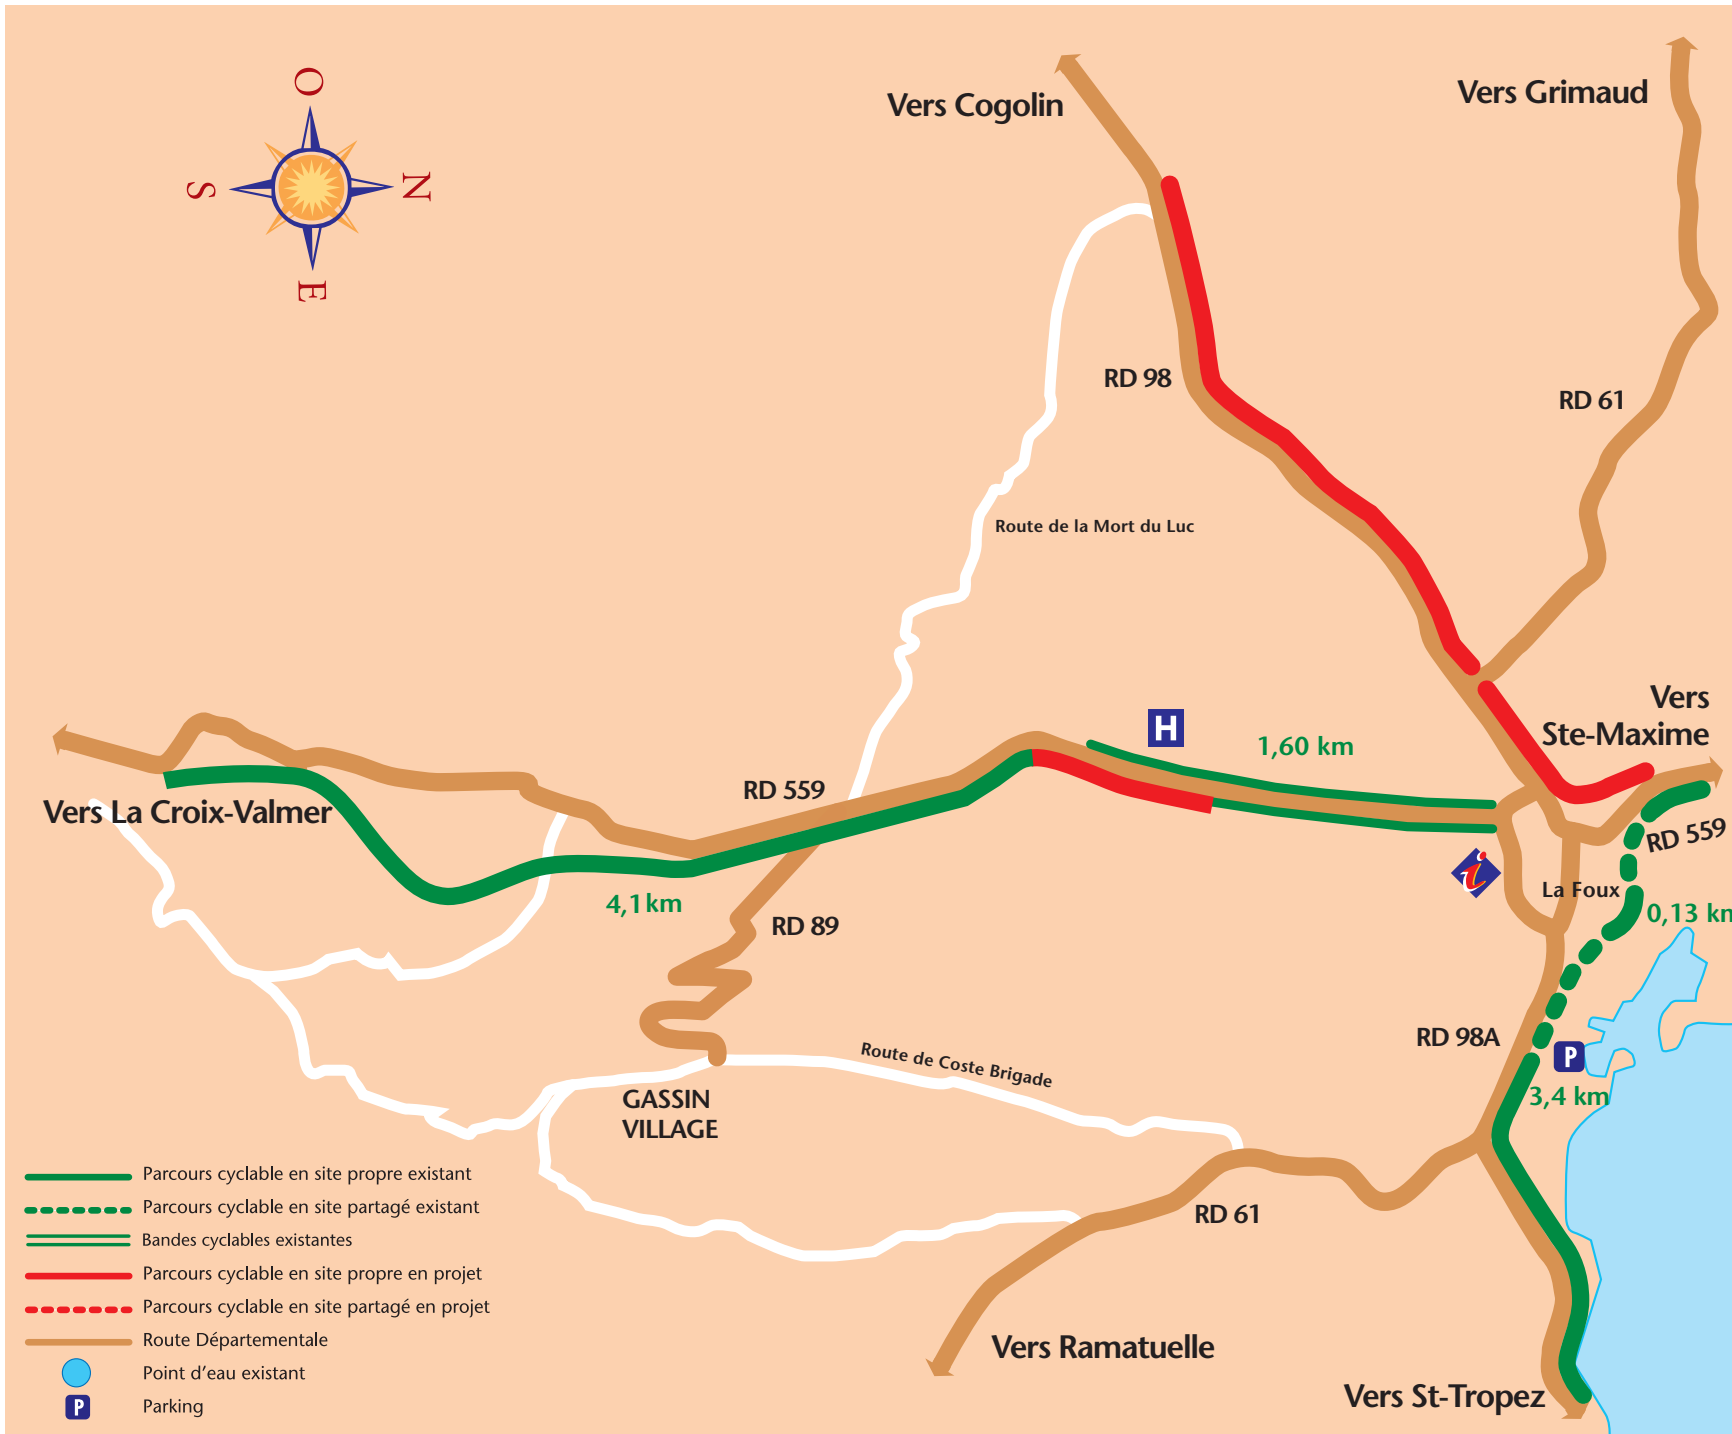 O
S
N
E
Vers Cogolin
Vers Grimaud
RD 98
RD 61
Route de la Mort du Luc
Vers
Ste-Maxime
H
1,60 km
RD 559
Vers La Croix-Valmer
RD 559
4,1 km
La Foux
0,13 km
RD 89
RD 98A
P
Route de Coste Brigade
3,4 km
GASSIN
VILLAGE
RD 61
Vers Ramatuelle
Vers St-Tropez
Parcours cyclable en site propre existant
Parcours cyclable en site partagé existant
Bandes cyclables existantes
Parcours cyclable en site propre en projet
Parcours cyclable en site partagé en projet
Route Départementale
Point d'eau existant
P
Parking
i